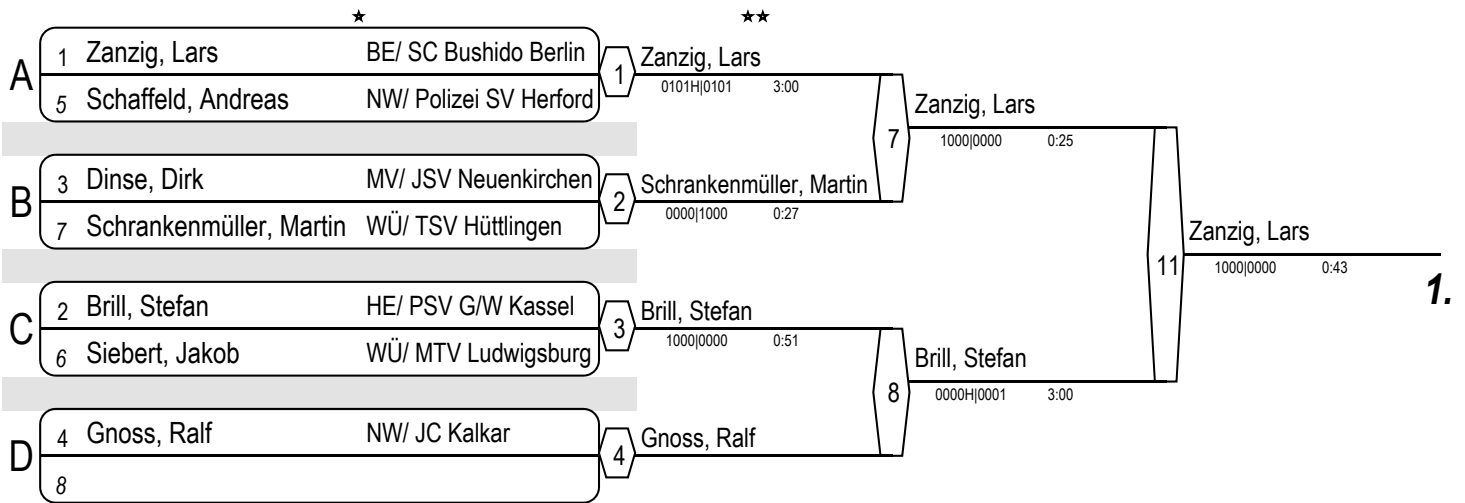 ★ ★★
A 1 Zanzig, Lars BE/ SC Bushido Berlin
5 Schaffeld, Andreas NW/ Polizei SV Herford
1 Zanzig, Lars
0101H|0101 3:00
7 Zanzig, Lars
1000|0000 0:25
B 3 Dinse, Dirk MV/ JSV Neuenkirchen
7 Schrankenmüller, Martin WÜ/ TSV Hüttlingen
2 Schrankenmüller, Martin
0000|1000 0:27
11 Zanzig, Lars
1000|0000 0:43
1.
C 2 Brill, Stefan HE/ PSV G/W Kassel
6 Siebert, Jakob WÜ/ MTV Ludwigsburg
3 Brill, Stefan
1000|0000 0:51
8 Brill, Stefan
0000H|0001 3:00
D 4 Gnoss, Ralf NW/ JC Kalkar
8
4 Gnoss, Ralf